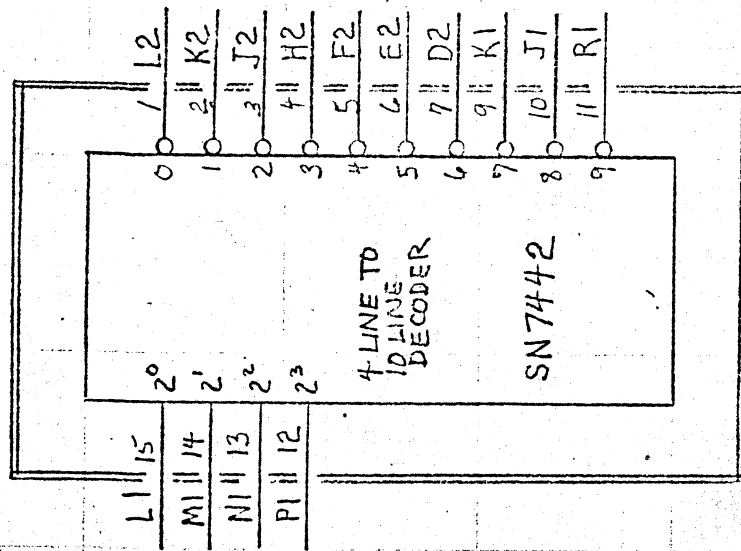 1 L2
2 K2
3 J2
4 H2
5 F2
6 E2
7 D2
9 K1
10 J1
11 R1
0
1
2
3
4
5
6
7
8
9
4 LINE TO
10 LINE
DECODER
SN7442
2⁰
2¹
2²
2³
L1 15
M1 14
N1 13
P1 12